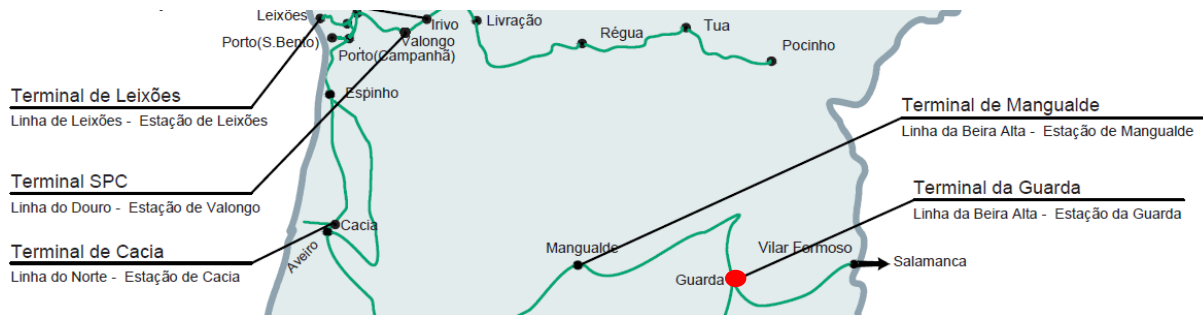 Leixões
Irivo
Livração
Régua
Tua
Pocinho
Porto(S.Bento)
Valongo
Porto(Campanhã)
Terminal de Leixões
Linha de Leixões - Estação de Leixões
Espinho
Terminal de Mangualde
Linha da Beira Alta - Estação de Mangualde
Terminal SPC
Linha do Douro - Estação de Valongo
Terminal da Guarda
Linha da Beira Alta - Estação da Guarda
Cacia
Aveiro
Terminal de Cacia
Linha do Norte - Estação de Cacia
Mangualde
Vilar Formoso
Salamanca
Guarda